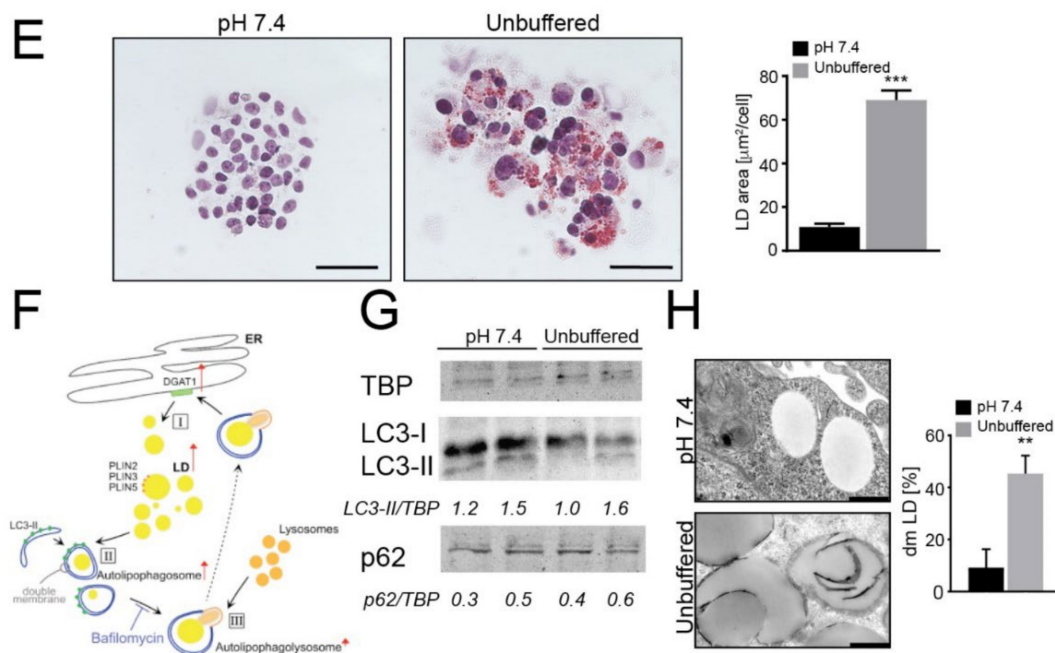 E
pH 7.4
Unbuffered
pH 7.4
Unbuffered
***
LD area [µm²/cell]
80
60
40
20
0
F
ER
DGAT1
I
PLIN2
PLIN3
PLIN5
LD
LC3-II
II
Autolipophagosome
double
membrane
Lysosomes
Bafilomycin
III
Autolipophagolysosome
G
pH 7.4 Unbuffered
TBP
LC3-I
LC3-II
LC3-II/TBP 1.2 1.5 1.0 1.6
p62
p62/TBP 0.3 0.5 0.4 0.6
H
pH 7.4
Unbuffered
pH 7.4
Unbuffered
**
dm LD [%]
60
40
20
0